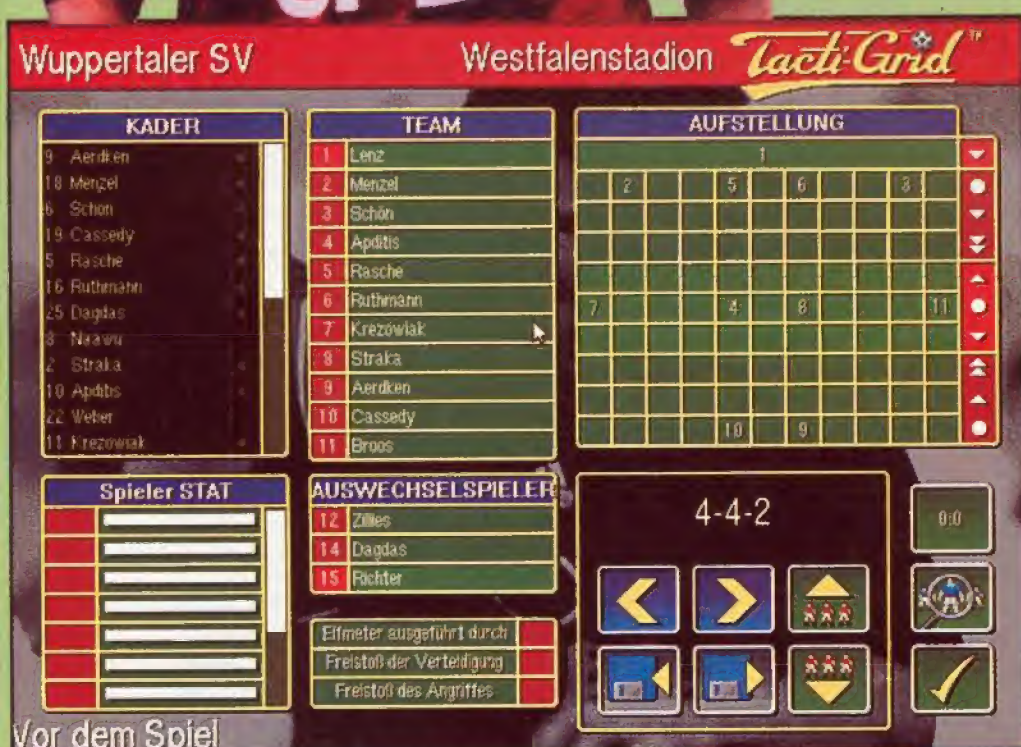 Wuppertaler SV
Westfalenstadion
Tacti-Grid™
KADER
9 Aerdken
18 Menzel
6 Schön
19 Cassedy
5 Rasche
16 Ruthmann
25 Dagdas
8 Naawu
2 Straka
10 Apditis
22 Weber
11 Krezowiak
TEAM
1 Lenz
2 Menzel
3 Schön
4 Apditis
5 Rasche
6 Ruthmann
7 Krezowiak
8 Straka
9 Aerdken
10 Cassedy
11 Broos
AUFSTELLUNG
1
2 5 6 3
7 4 8 11
10 9
Spieler STAT
AUSWECHSELSPIELER
12 Zillies
14 Dagdas
15 Richter
Elfmeter ausgeführt durch
Freistoß der Verteidigung
Freistoß des Angriffes
4-4-2
0:0
Vor dem Spiel